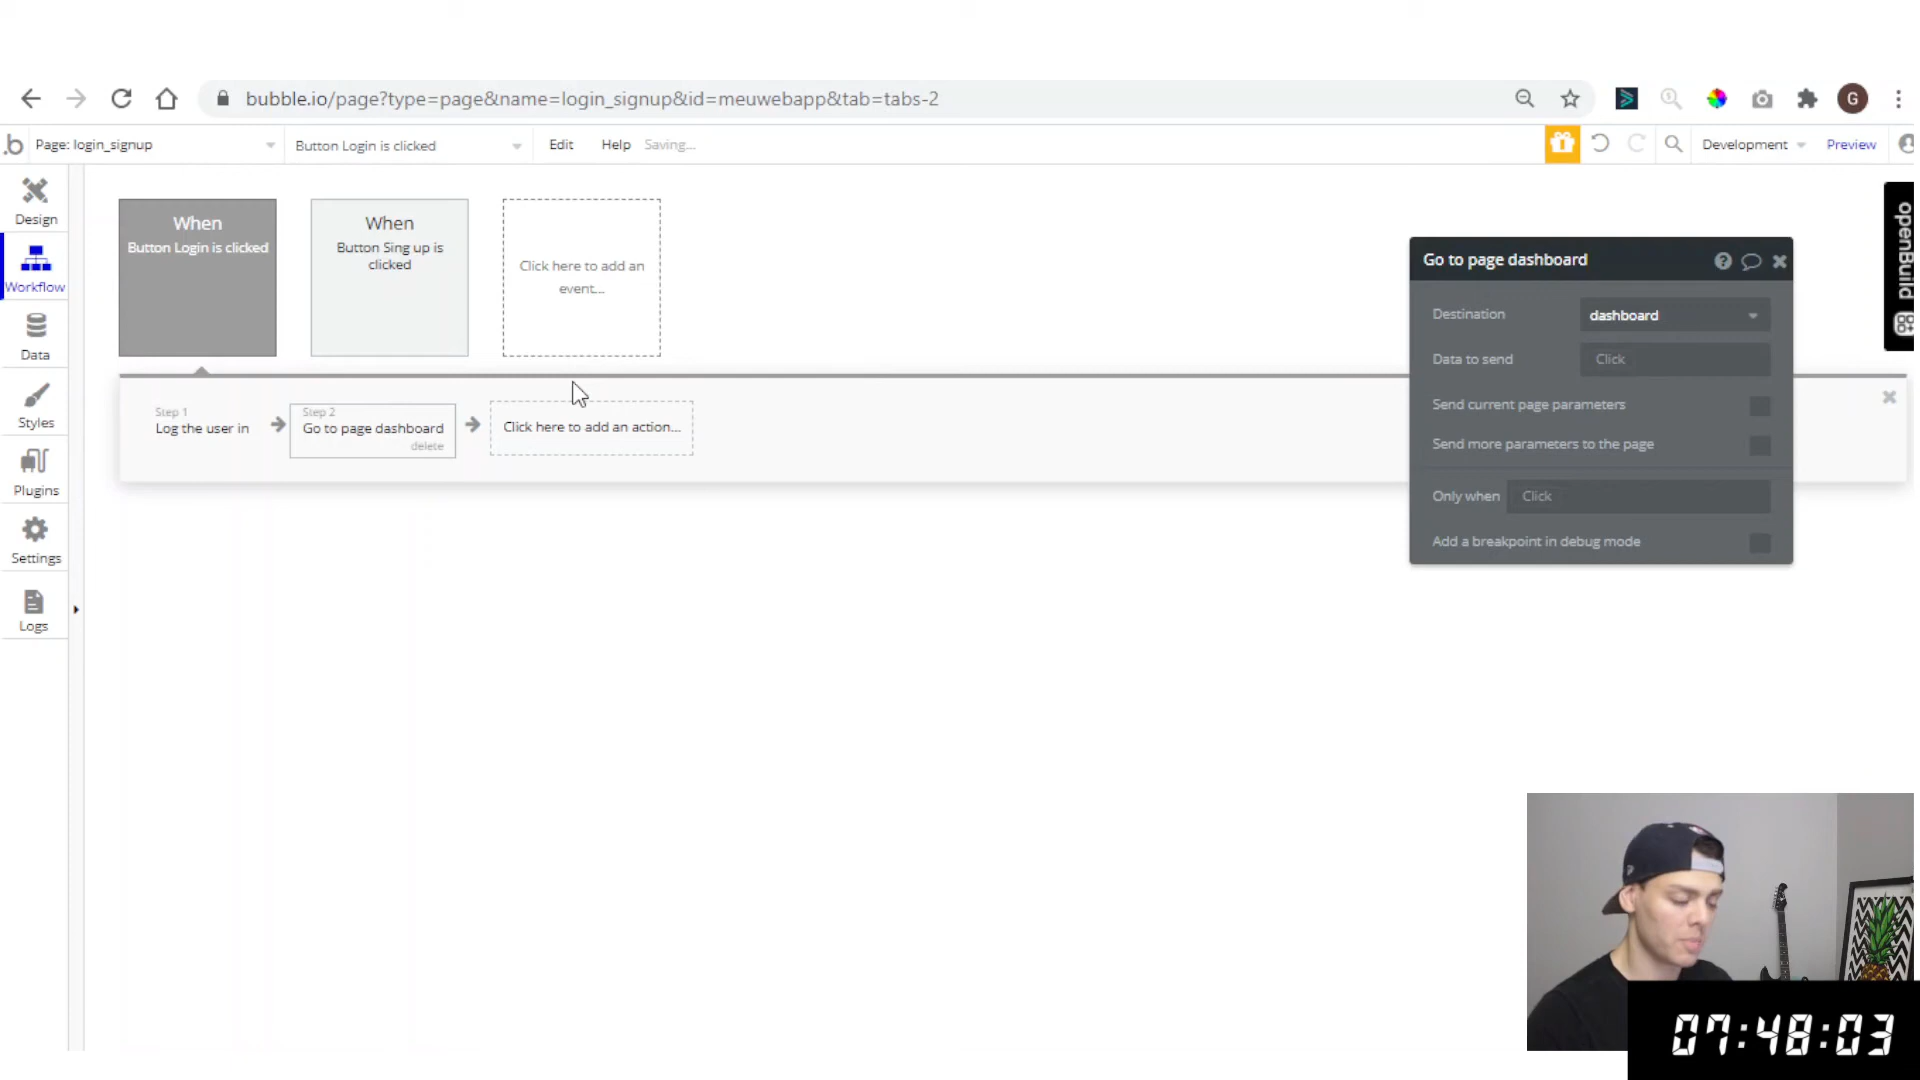 bubble.io/page?type=page&name=login_signup&id=meuwebapp&tab=tabs-2
G
Page: login_signup
Button Login is clicked
Edit
Help
Saving...
Development
Preview
Design
Workflow
Data
Styles
Plugins
Settings
Logs
When
Button Login is clicked
When
Button Sing up is
clicked
Click here to add an
event...
Step 1
Log the user in
Step 2
Go to page dashboard
delete
Click here to add an action...
Go to page dashboard
Destination
dashboard
Data to send
Click
Send current page parameters
Send more parameters to the page
Only when
Click
Add a breakpoint in debug mode
openBuild
07:48:03